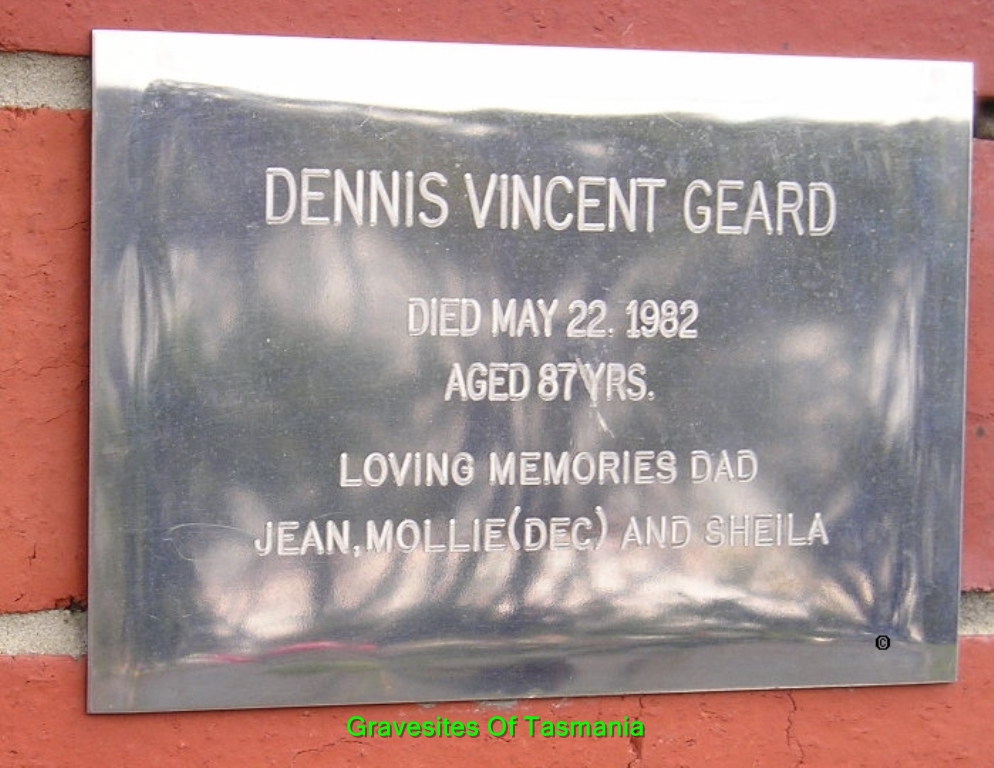 DENNIS VINCENT GEARD
DIED MAY 22. 1982
AGED 87 YRS.
LOVING MEMORIES DAD
JEAN, MOLLIE (DEC) AND SHEILA
©
Gravesites Of Tasmania